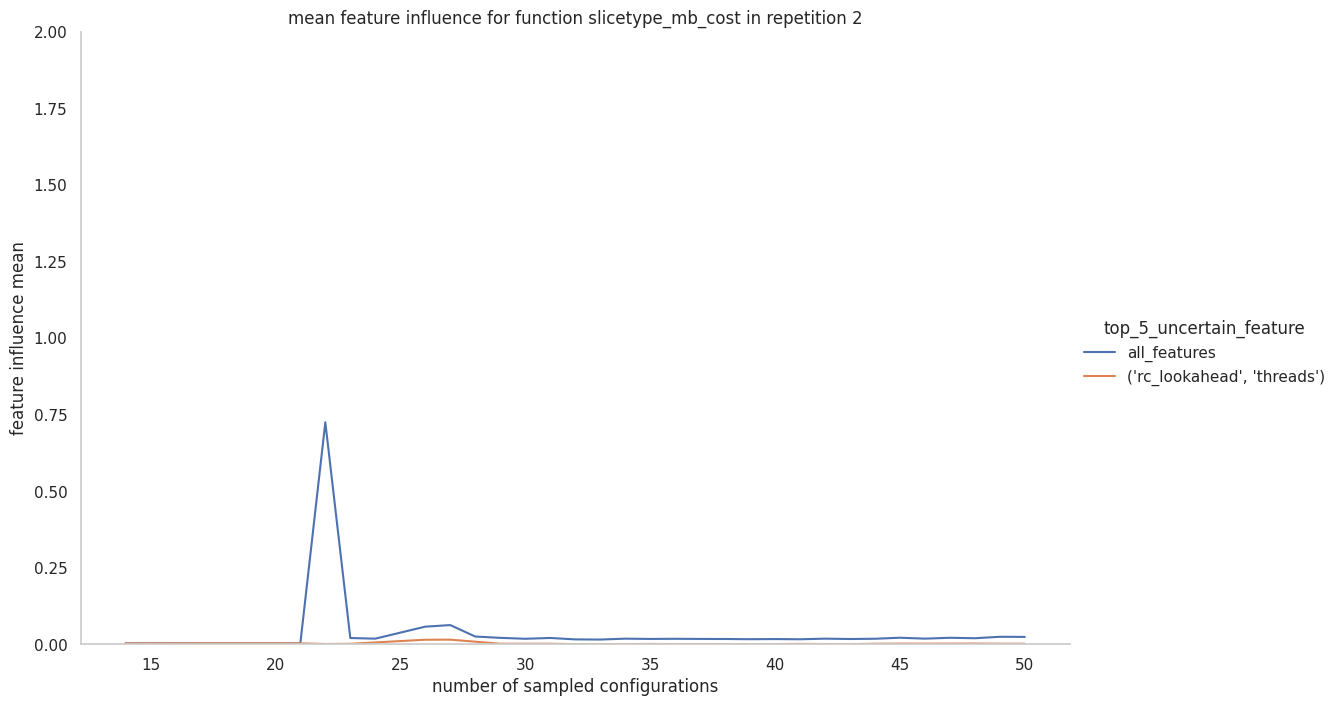 mean feature influence for function slicetype_mb_cost in repetition 2
2.00
1.75
1.50
1.25
1.00
0.75
0.50
0.25
0.00
feature influence mean
15
20
25
30
35
40
45
50
number of sampled configurations
top_5_uncertain_feature
all_features
('rc_lookahead', 'threads')